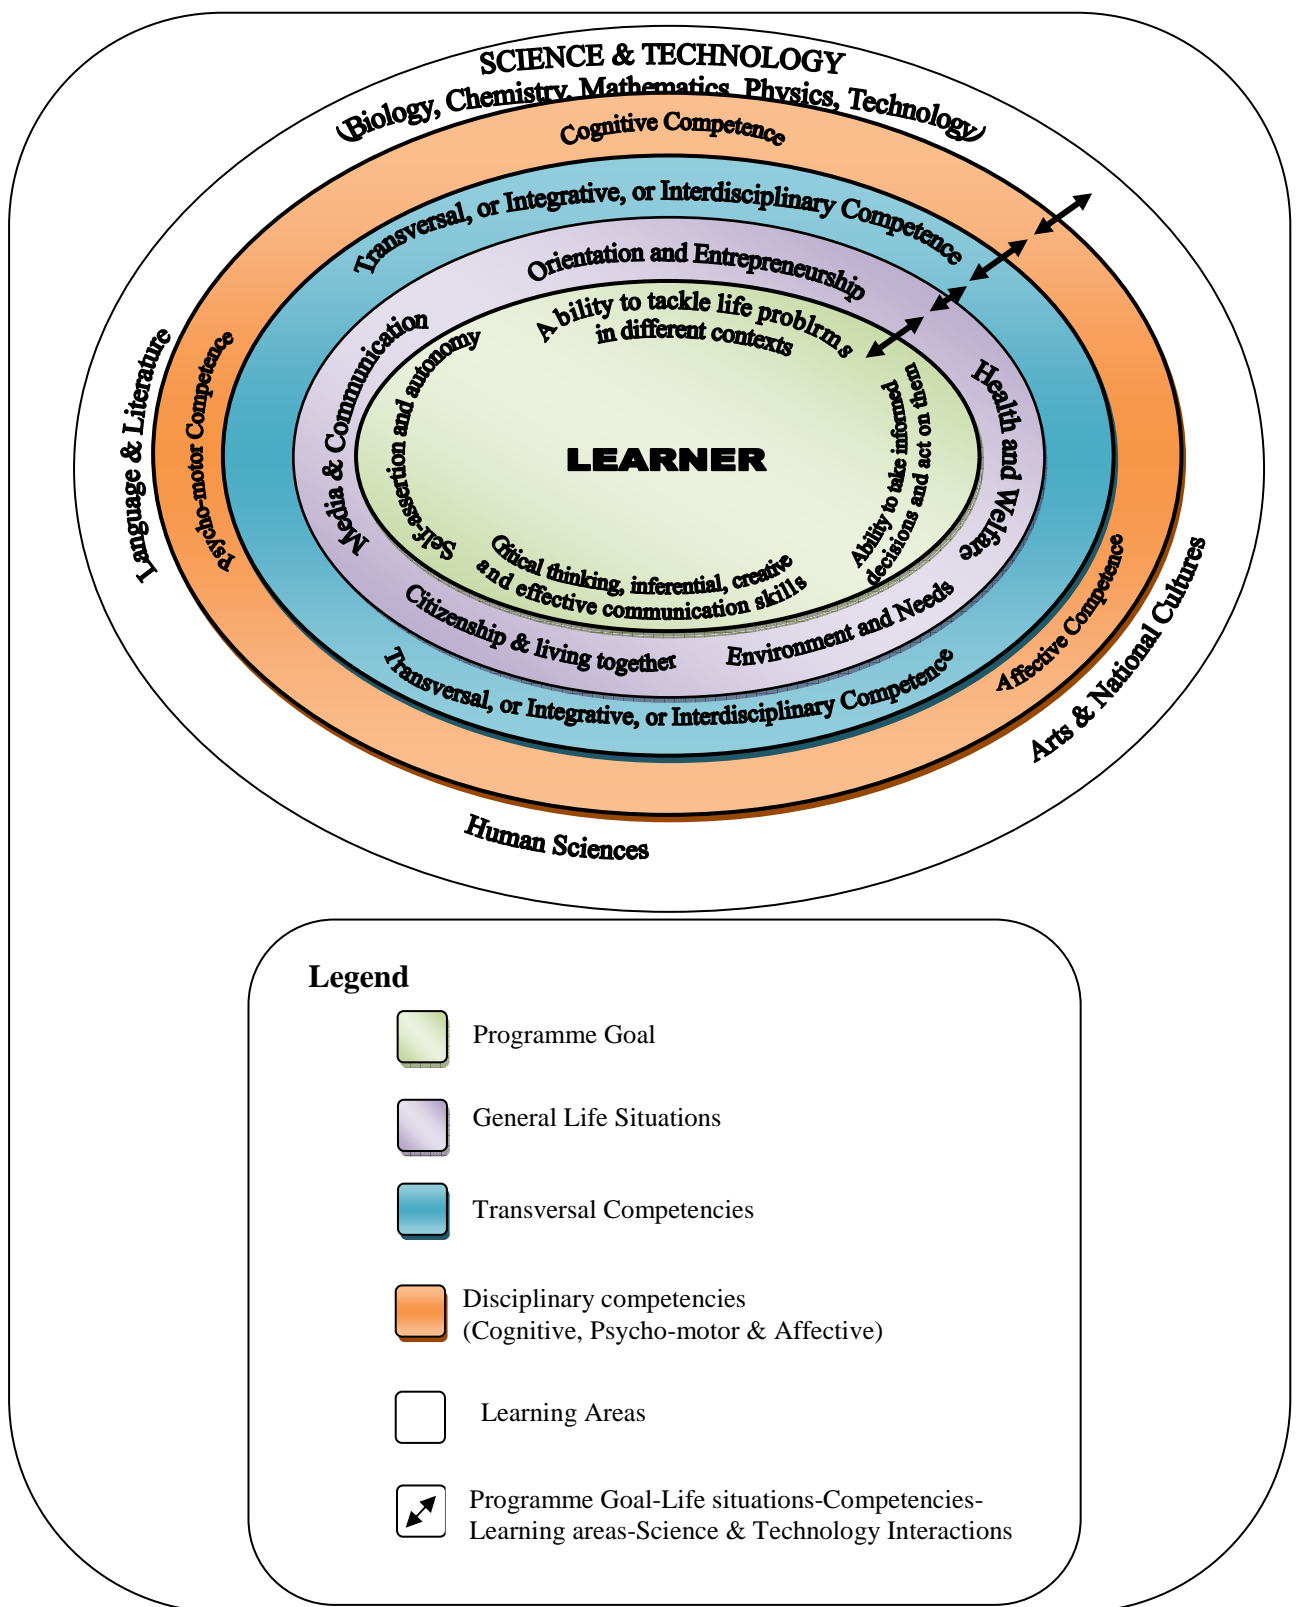 SCIENCE & TECHNOLOGY
(Biology, Chemistry, Mathematics, Physics, Technology)
Cognitive Competence
Transversal, or Integrative, or Interdisciplinary Competence
Orientation and Entrepreneurship
A bility to tackle life problrms
in different contexts
Language & Literature
Psycho-motor Competence
Media & Communication
Self-assertion and autonomy
LEARNER
Ability to take informed
decisions and act on them
Health and Welfare
Critical thinking, inferential, creative
and effective communication skills
Citizenship & living together
Environment and Needs
Transversal, or Integrative, or Interdisciplinary Competence
Affective Competence
Arts & National Cultures
Human Sciences
Legend
Programme Goal
General Life Situations
Transversal Competencies
Disciplinary competencies
(Cognitive, Psycho-motor & Affective)
Learning Areas
Programme Goal-Life situations-Competencies-
Learning areas-Science & Technology Interactions